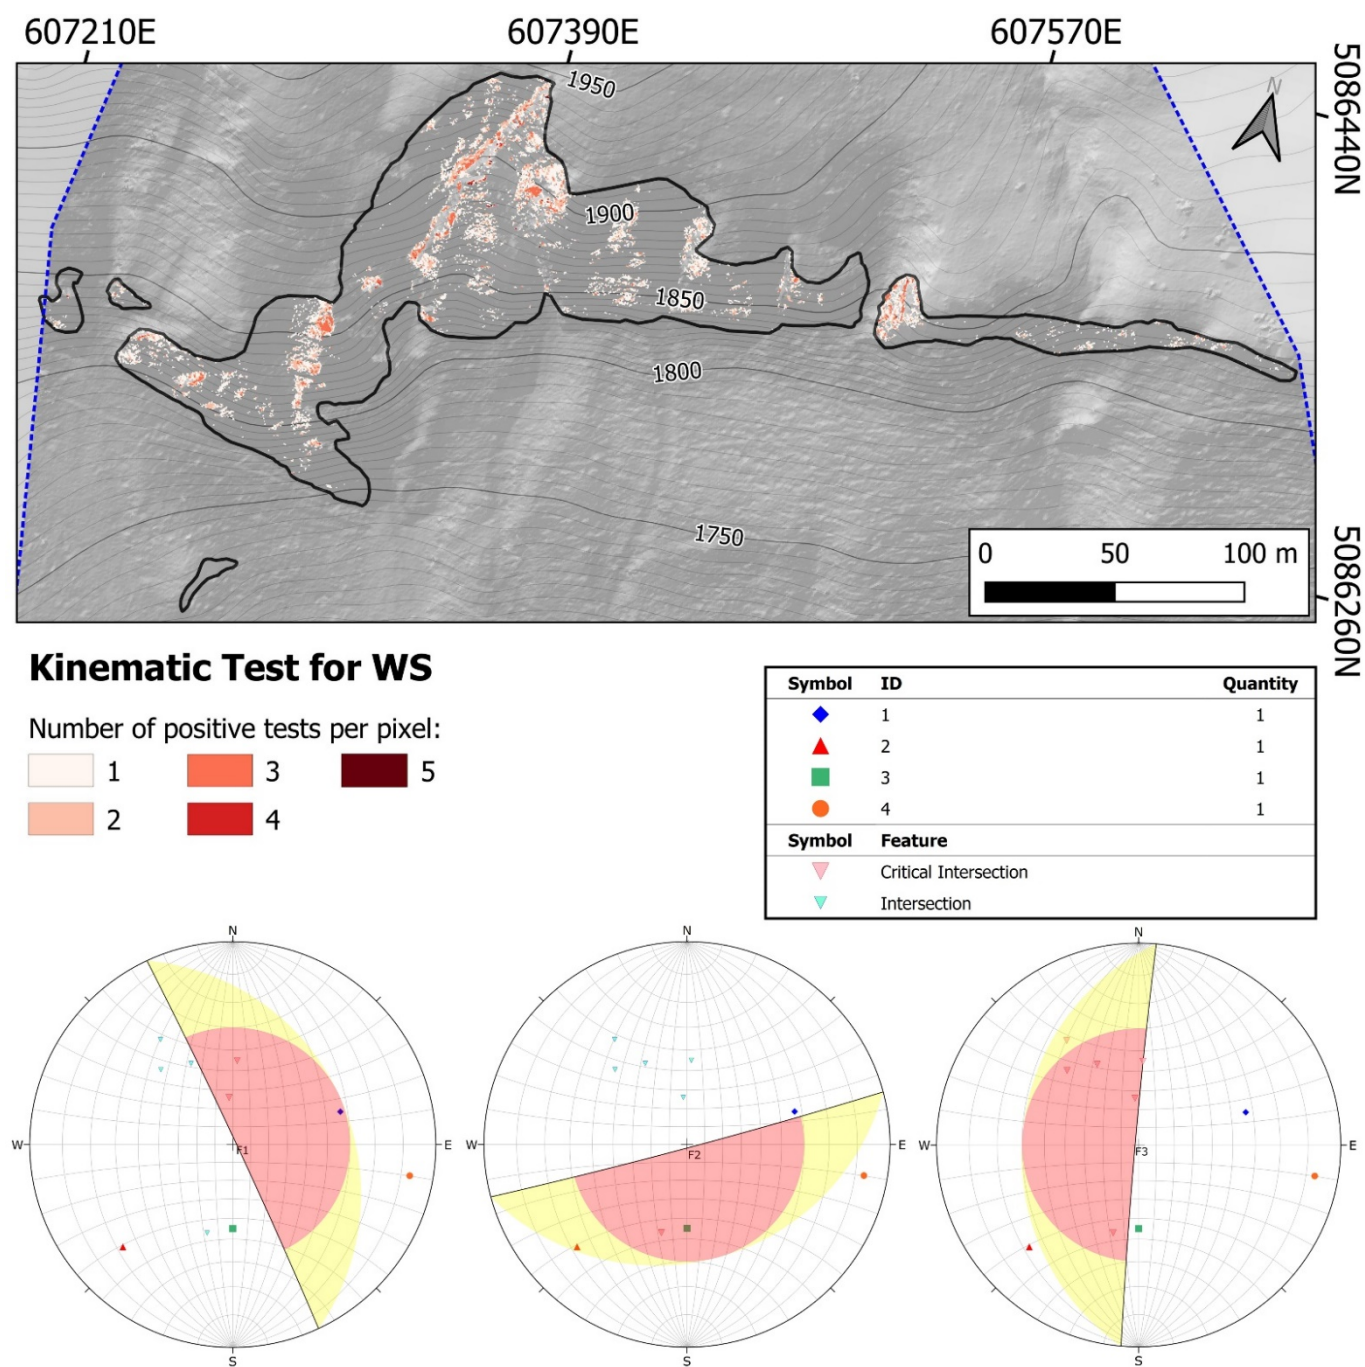 607210E 607390E 607570E
5086440N
N
1950
1900
1850
1800
1750
0 50 100 m
5086260N
Kinematic Test for WS
Number of positive tests per pixel:
1 3 5
2 4
Symbol ID Quantity
1 1
2 1
3 1
4 1
Symbol Feature
Critical Intersection
Intersection
N N N
W F1 E W F2 E W F3 E
S S S